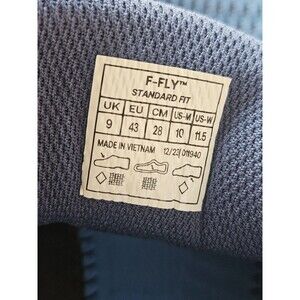 F-FLY™
STANDARD FIT
UK EU CM US-M US-W
9 43 28 10 11.5
MADE IN VIETNAM 12/23 | 011940